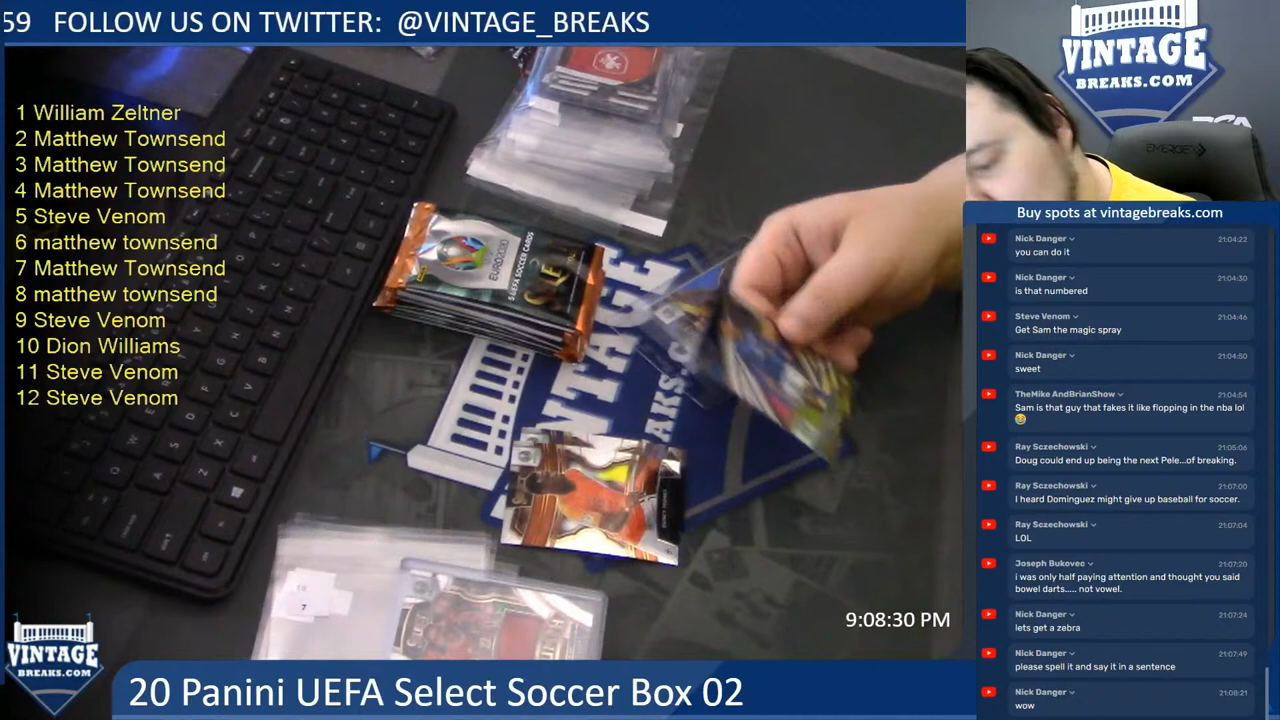 59 FOLLOW US ON TWITTER: @VINTAGE_BREAKS
1 William Zeltner
2 Matthew Townsend
3 Matthew Townsend
4 Matthew Townsend
5 Steve Venom
6 matthew townsend
7 Matthew Townsend
8 matthew townsend
9 Steve Venom
10 Dion Williams
11 Steve Venom
12 Steve Venom
EURO2020
5 UEFA SOCCER CARDS
7
9:08:30 PM
VINTAGE
BREAKS.COM
20 Panini UEFA Select Soccer Box 02
VINTAGE
BREAKS.COM
Buy spots at vintagebreaks.com
Nick Danger 21:04:22
you can do it
Nick Danger 21:04:30
is that numbered
Steve Venom 21:04:46
Get Sam the magic spray
Nick Danger 21:04:50
sweet
TheMike AndBrianShow 21:04:54
Sam is that guy that fakes it like flopping in the nba lol
😂
Ray Sczechowski 21:05:06
Doug could end up being the next Pele...of breaking.
Ray Sczechowski 21:07:00
I heard Dominguez might give up baseball for soccer.
Ray Sczechowski 21:07:04
LOL
Joseph Bukovec 21:07:20
i was only half paying attention and thought you said
bowel darts..... not vowel.
Nick Danger 21:07:24
lets get a zebra
Nick Danger 21:07:49
please spell it and say it in a sentence
Nick Danger 21:08:21
wow